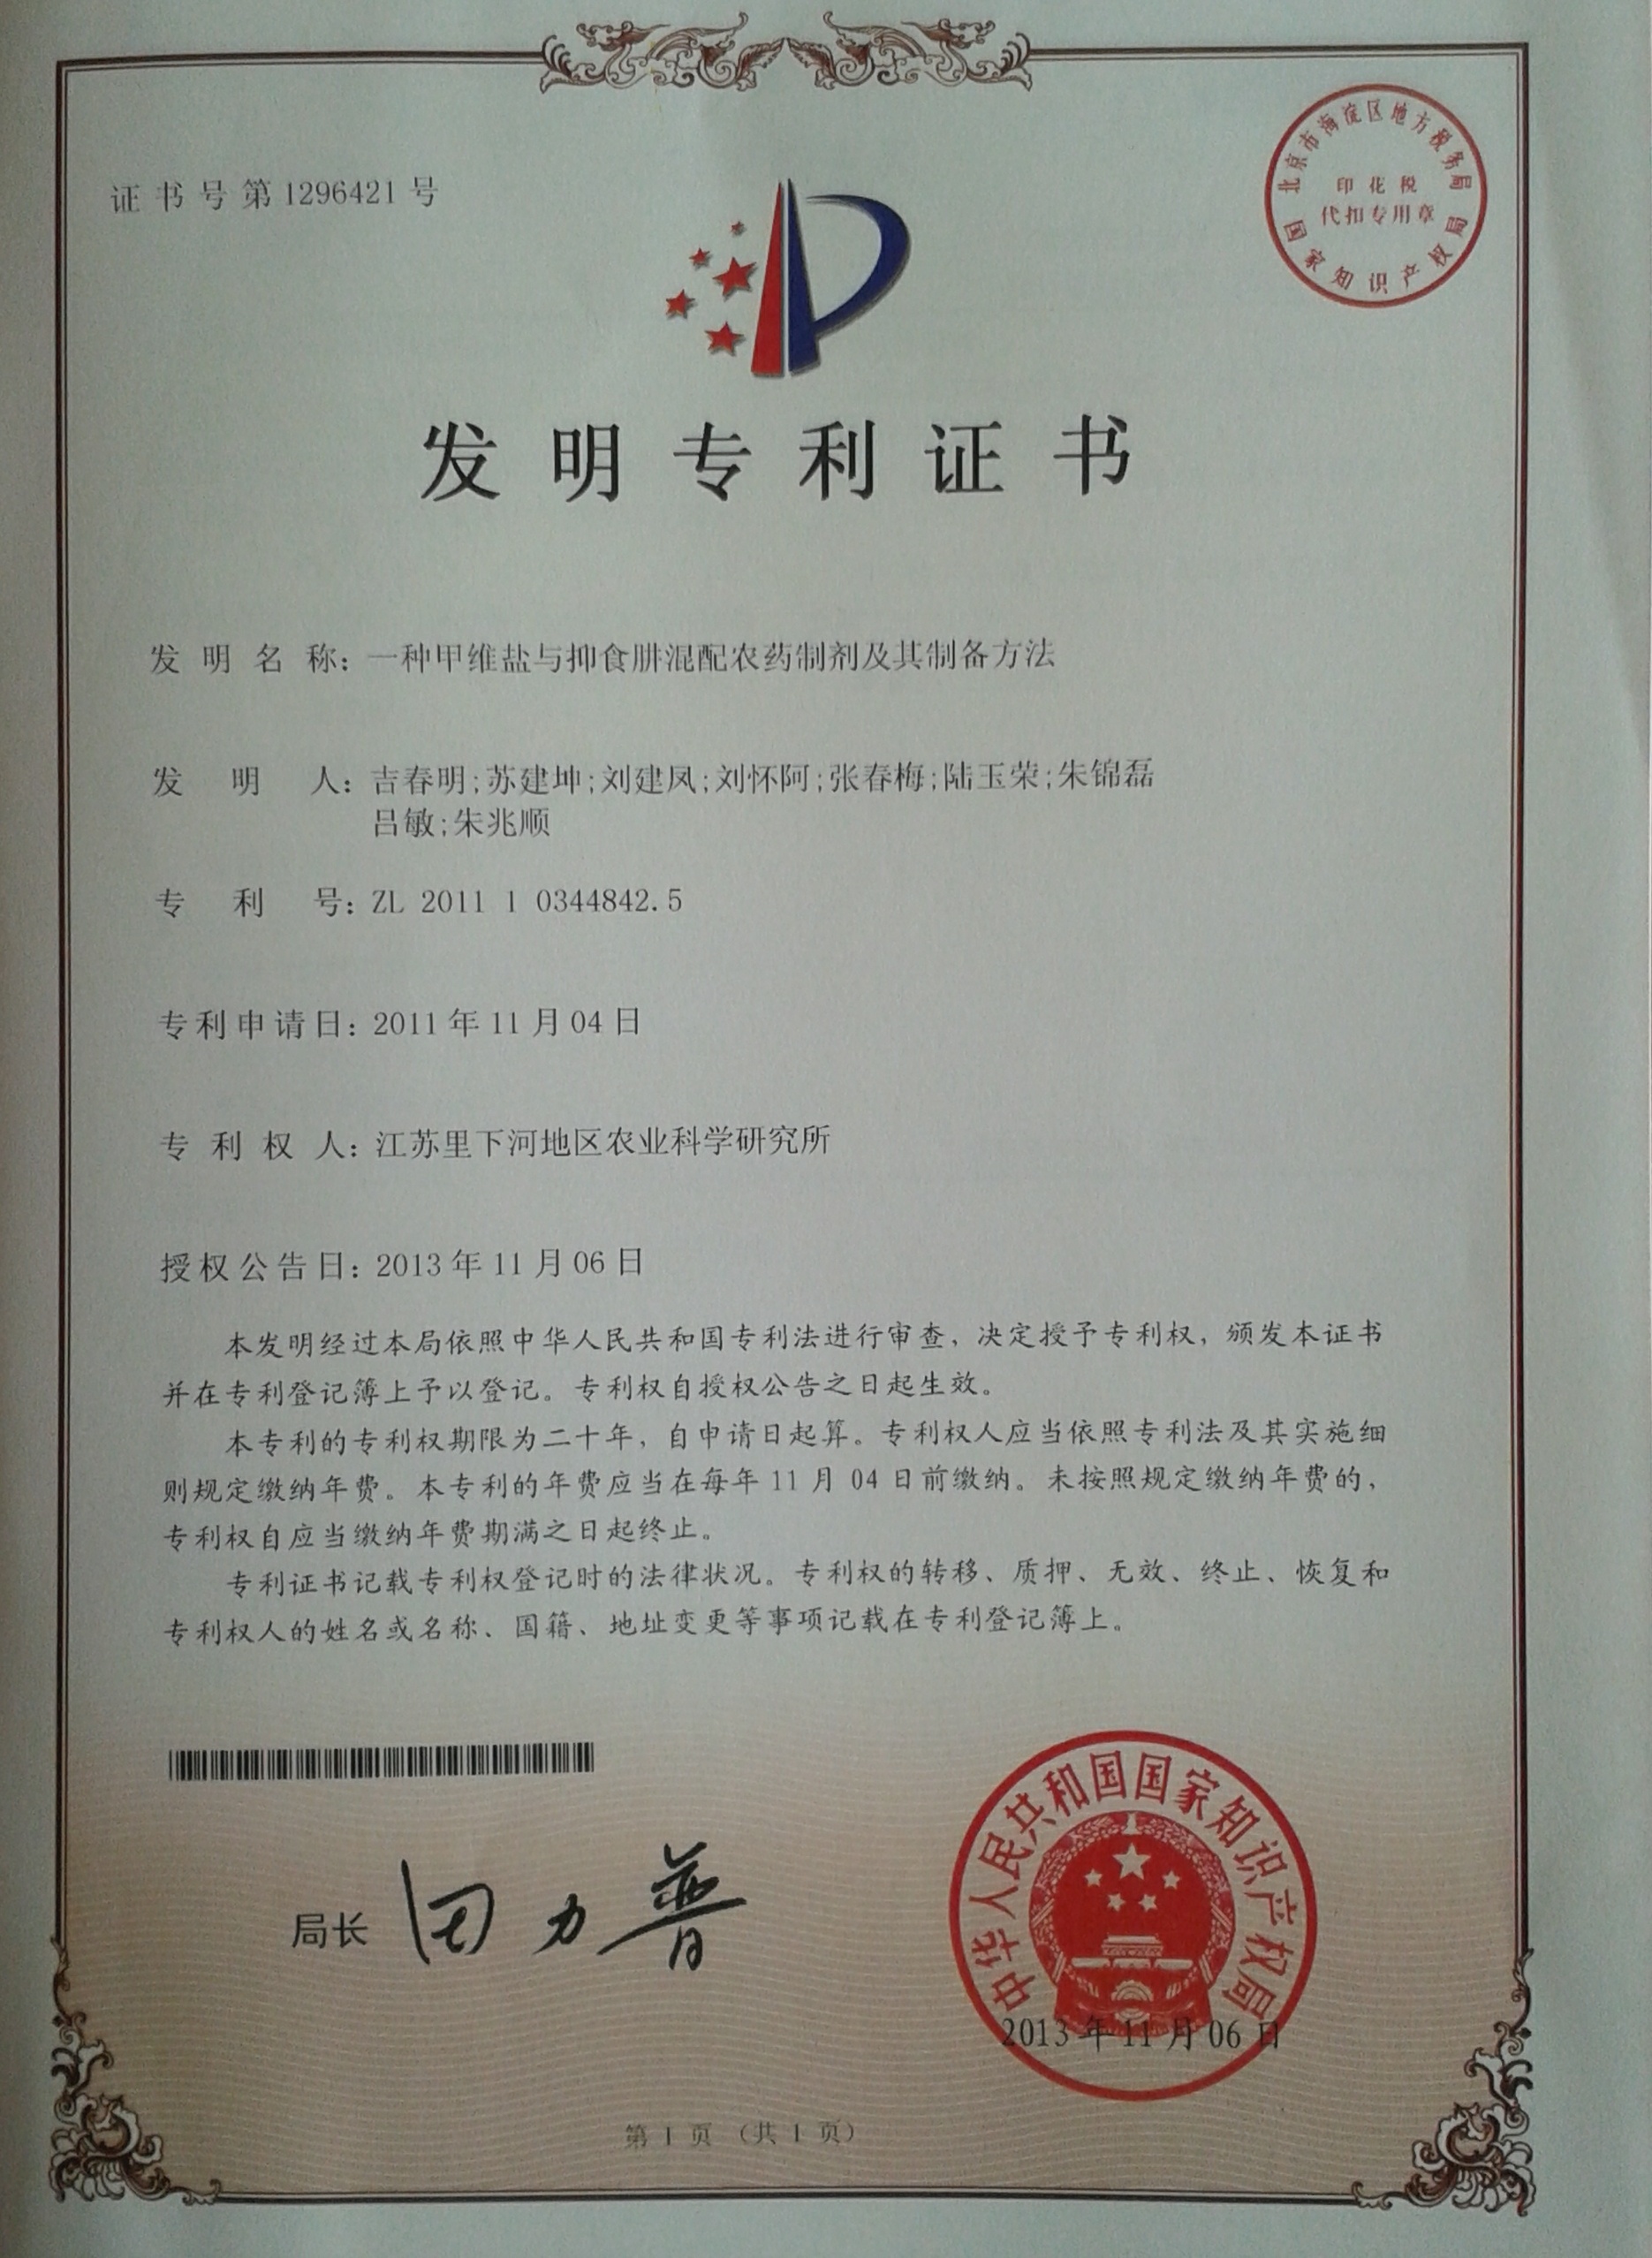 证书号第1296421号
北京市海淀区地方税务局
印花税
代扣专用章
国家知识产权局
发明专利证书
发明名称：一种甲维盐与抑食肼混配农药制剂及其制备方法
发明人：吉春明;苏建坤;刘建凤;刘怀阿;张春梅;陆玉荣;朱锦磊
吕敏;朱兆顺
专利号：ZL 2011 1 0344842.5
专利申请日：2011年11月04日
专利权人：江苏里下河地区农业科学研究所
授权公告日：2013年11月06日
本发明经过本局依照中华人民共和国专利法进行审查，决定授予专利权，颁发本证书
并在专利登记簿上予以登记。专利权自授权公告之日起生效。
本专利的专利权期限为二十年，自申请日起算。专利权人应当依照专利法及其实施细
则规定缴纳年费。本专利的年费应当在每年11月04日前缴纳。未按照规定缴纳年费的，
专利权自应当缴纳年费期满之日起终止。
专利证书记载专利权登记时的法律状况。专利权的转移、质押、无效、终止、恢复和
专利权人的姓名或名称、国籍、地址变更等事项记载在专利登记簿上。
局长 田力普
中华人民共和国国家知识产权局
2013年11月06日
第1页（共1页）